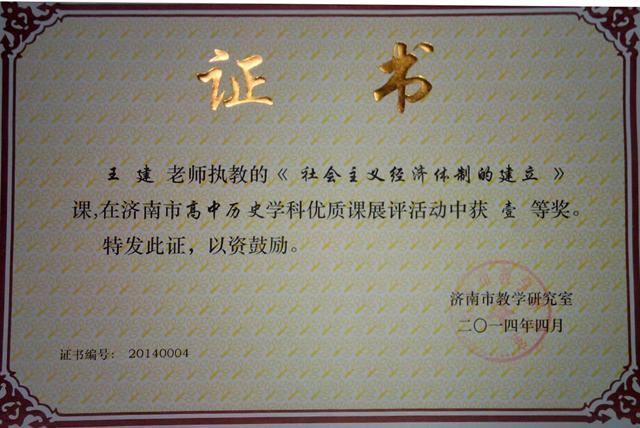 证书
王建 老师执教的《社会主义经济体制的建立》
课,在济南市高中历史学科优质课展评活动中获 壹 等奖。
特发此证，以资鼓励。
济南市教学研究室
二〇一四年四月
证书编号： 20140004